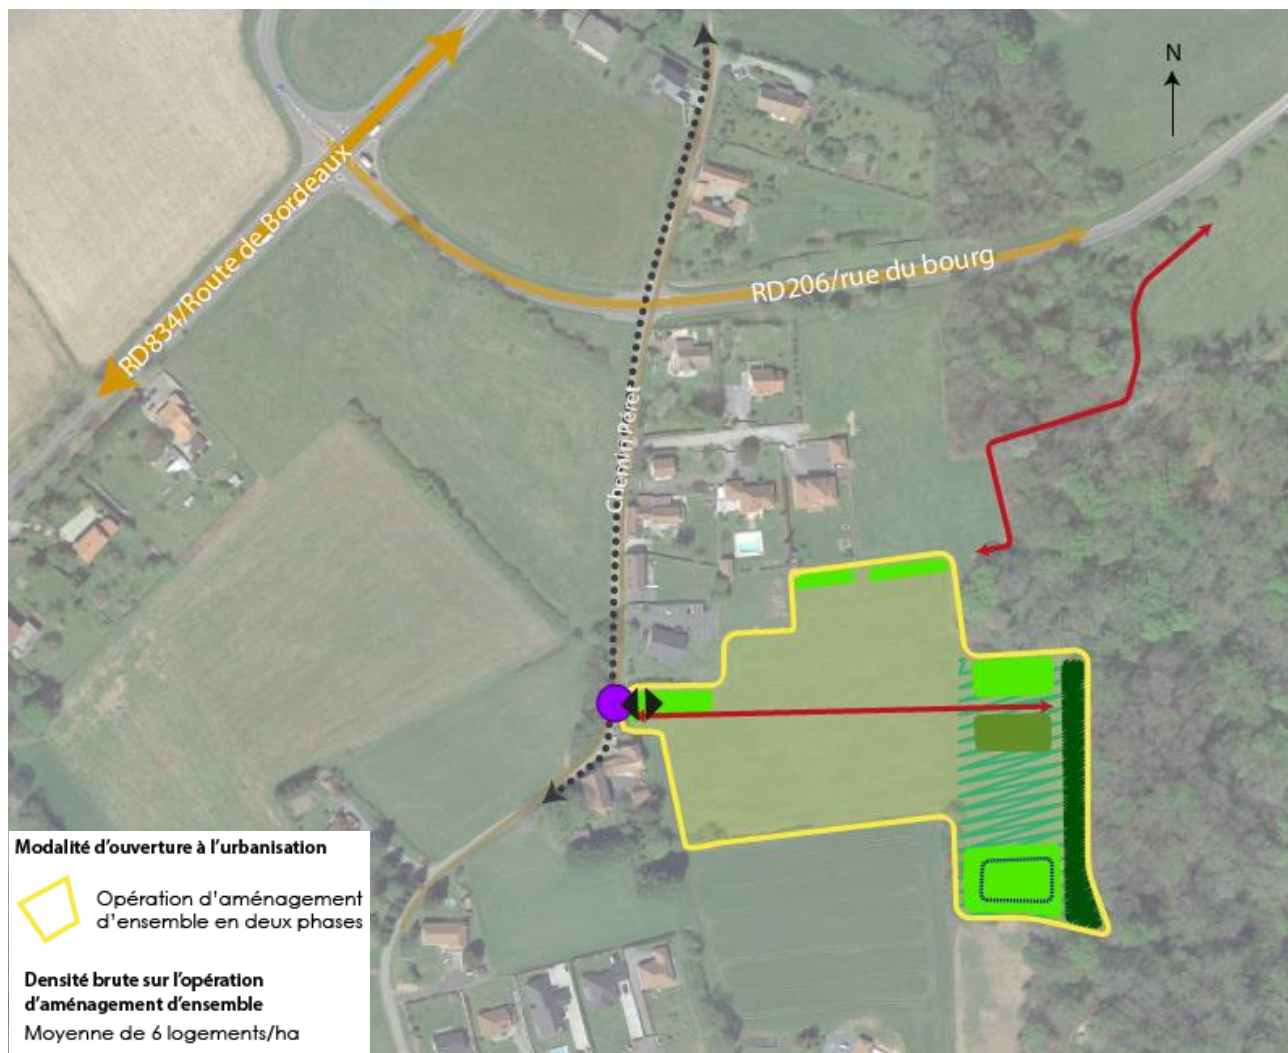 N
RD834/Route de Bordeaux
RD206/rue du bourg
Chemin Péret
Modalité d'ouverture à l'urbanisation
Opération d'aménagement
d'ensemble en deux phases
Densité brute sur l'opération
d'aménagement d'ensemble
Moyenne de 6 logements/ha